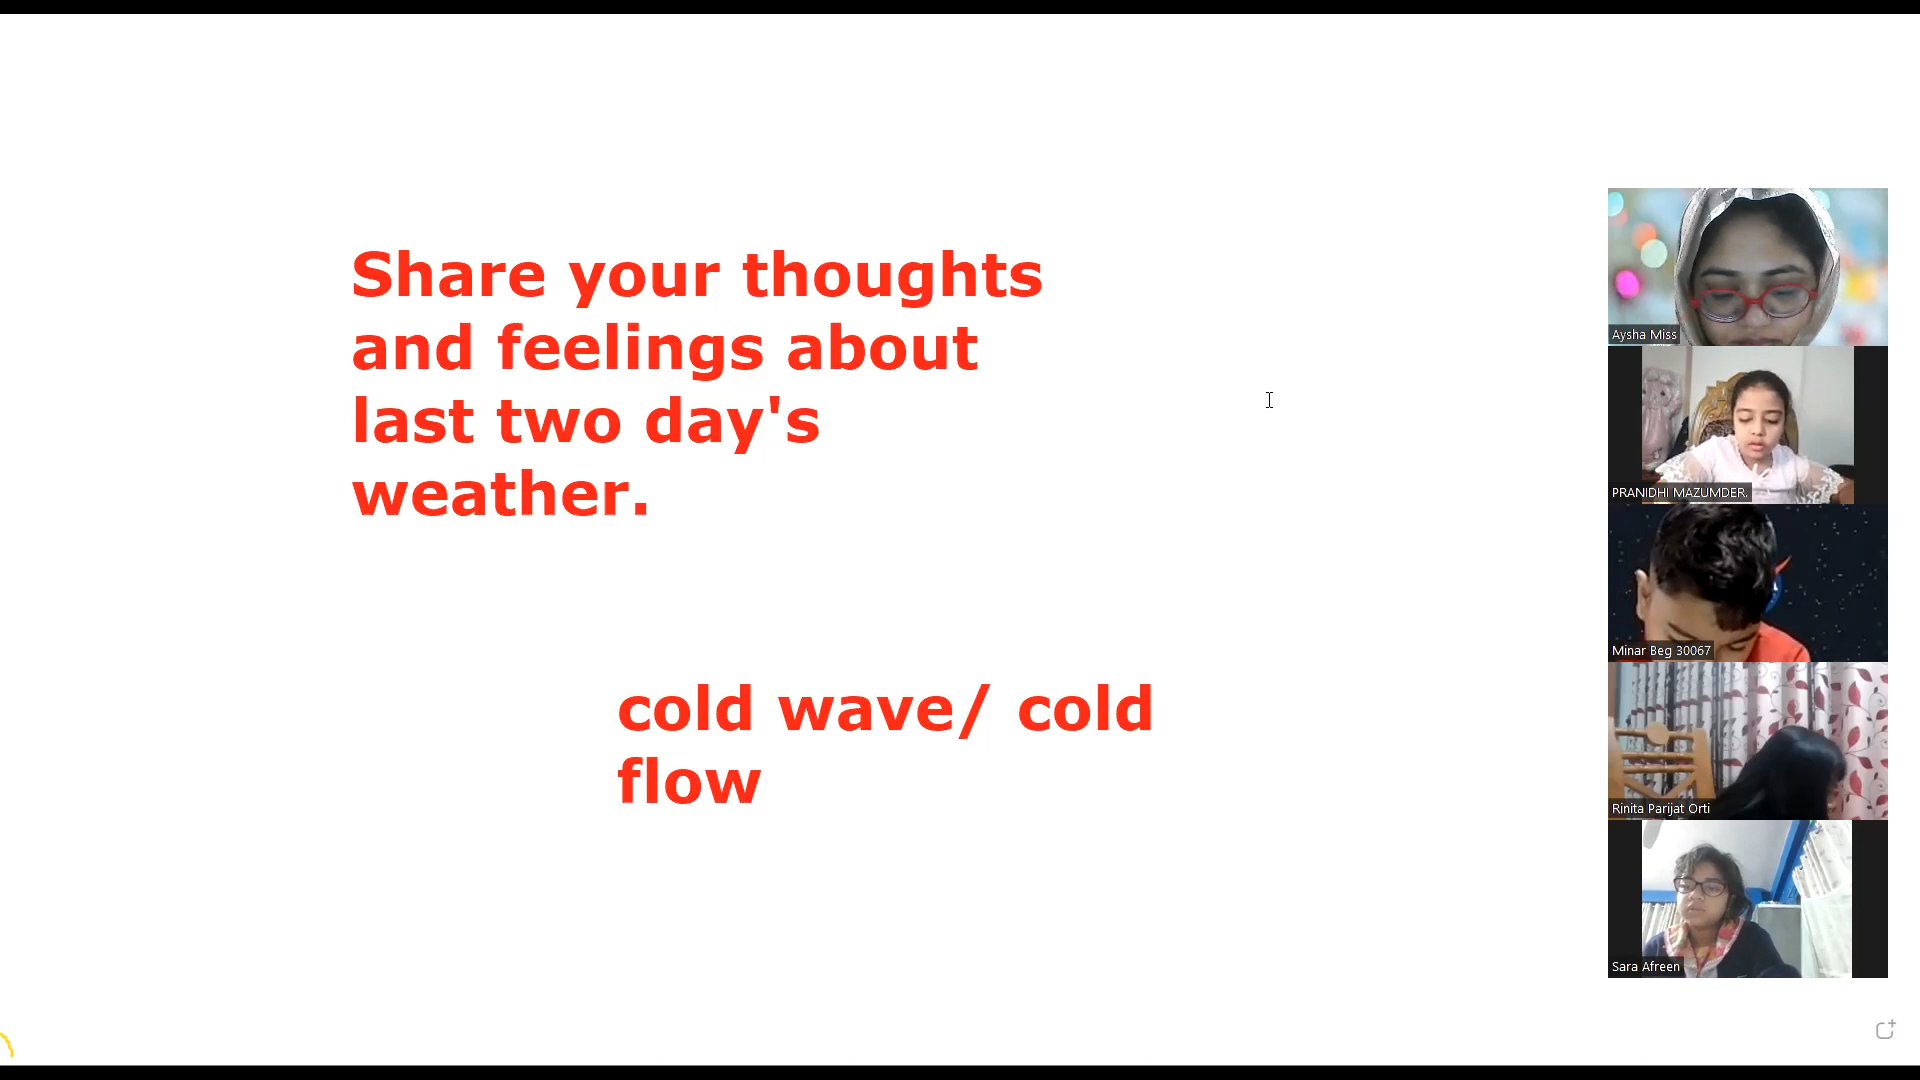 Share your thoughts
and feelings about
last two day's
weather.
cold wave/ cold
flow
Aysha Miss
PRANIDHI MAZUMDER.
Minar Beg 30067
Rinita Parijat Orti
Sara Afreen